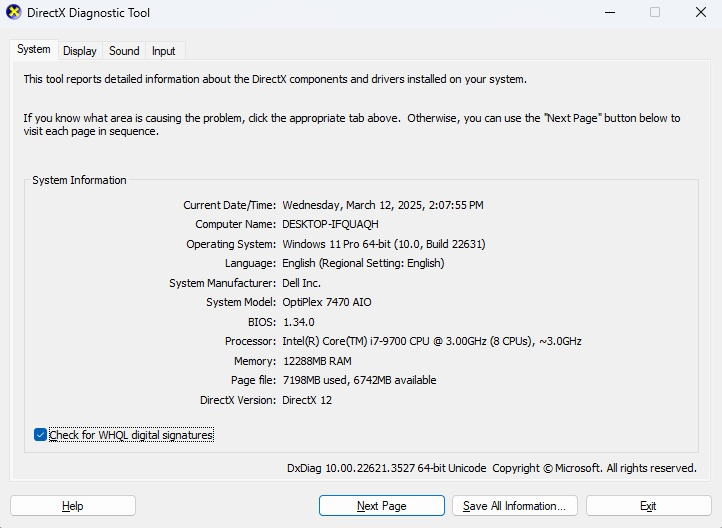 DirectX Diagnostic Tool
System Display Sound Input
This tool reports detailed information about the DirectX components and drivers installed on your system.
If you know what area is causing the problem, click the appropriate tab above. Otherwise, you can use the "Next Page" button below to
visit each page in sequence.
System Information
Current Date/Time: Wednesday, March 12, 2025, 2:07:55 PM
Computer Name: DESKTOP-IFQUAQH
Operating System: Windows 11 Pro 64-bit (10.0, Build 22631)
Language: English (Regional Setting: English)
System Manufacturer: Dell Inc.
System Model: OptiPlex 7470 AIO
BIOS: 1.34.0
Processor: Intel(R) Core(TM) i7-9700 CPU @ 3.00GHz (8 CPUs), ~3.0GHz
Memory: 12288MB RAM
Page file: 7198MB used, 6742MB available
DirectX Version: DirectX 12
Check for WHQL digital signatures
DxDiag 10.00.22621.3527 64-bit Unicode Copyright © Microsoft. All rights reserved.
Help Next Page Save All Information... Exit